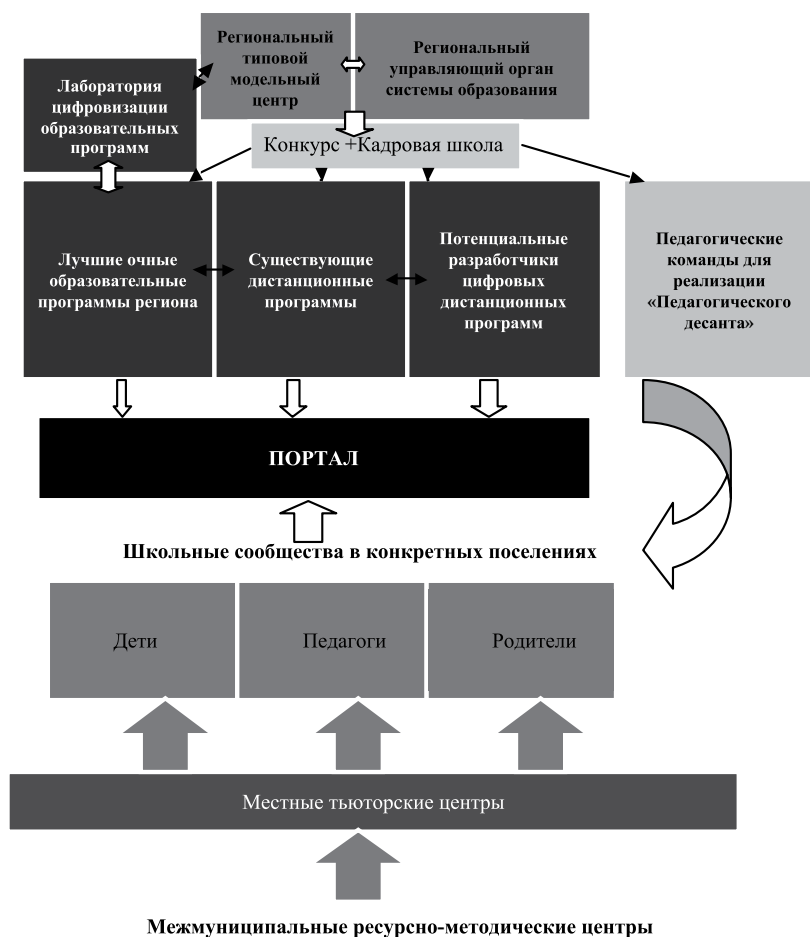 Региональный
типовой
модельный
центр
Региональный
управляющий орган
системы образования
Лаборатория
цифровизации
образовательных
программ
Конкурс +Кадровая школа
Лучшие очные
образовательные
программы региона
Существующие
дистанционные
программы
Потенциальные
разработчики
цифровых
дистанционных
программ
Педагогические
команды для
реализации
«Педагогического
десанта»
ПОРТАЛ
Школьные сообщества в конкретных поселениях
Дети
Педагоги
Родители
Местные тьюторские центры
Межмуниципальные ресурсно-методические центры